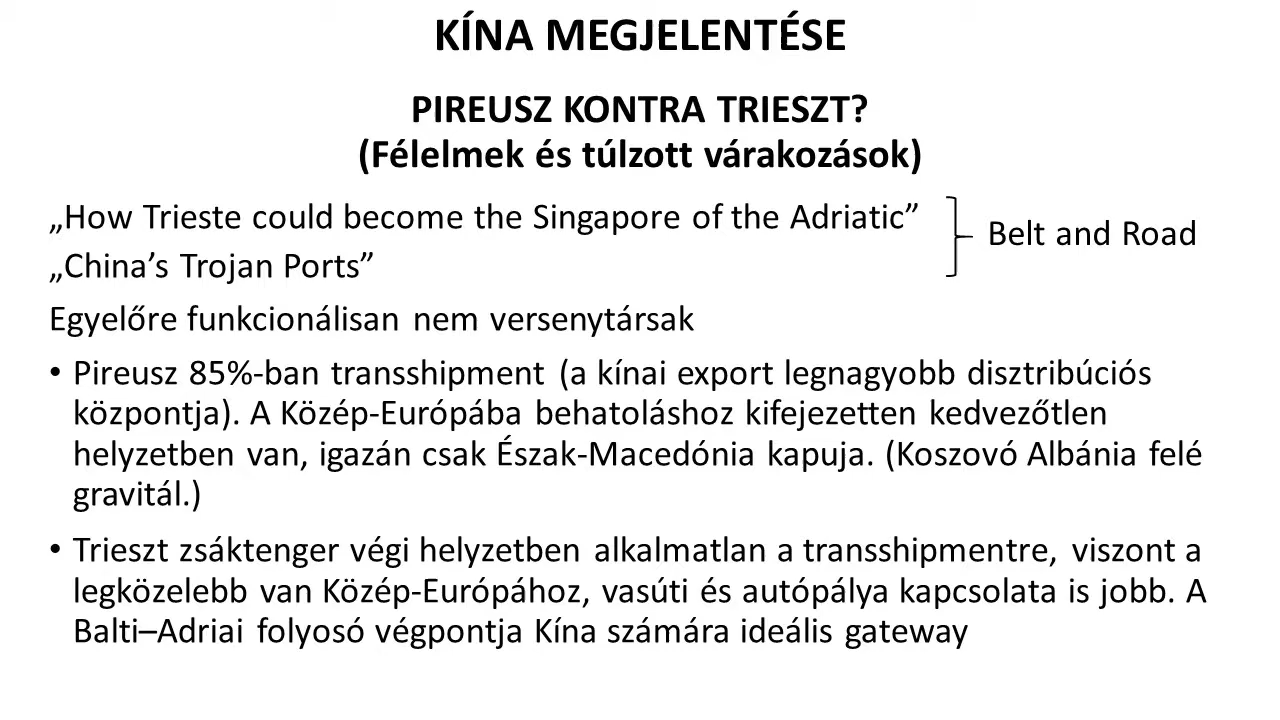 KÍNA MEGJELENTÉSE
PIREUSZ KONTRA TRIESZT?
(Félelmek és túlzott várakozások)
„How Trieste could become the Singapore of the Adriatic”
„China’s Trojan Ports”
Belt and Road
Egyelőre funkcionálisan nem versenytársak
• Pireusz 85%-ban transshipment (a kínai export legnagyobb disztribúciós
központja). A Közép-Európába behatoláshoz kifejezetten kedvezőtlen
helyzetben van, igazán csak Észak-Macedónia kapuja. (Koszovó Albánia felé
gravitál.)
• Trieszt zsáktenger végi helyzetben alkalmatlan a transshipmentre, viszont a
legközelebb van Közép-Európához, vasúti és autópálya kapcsolata is jobb. A
Balti–Adriai folyosó végpontja Kína számára ideális gateway